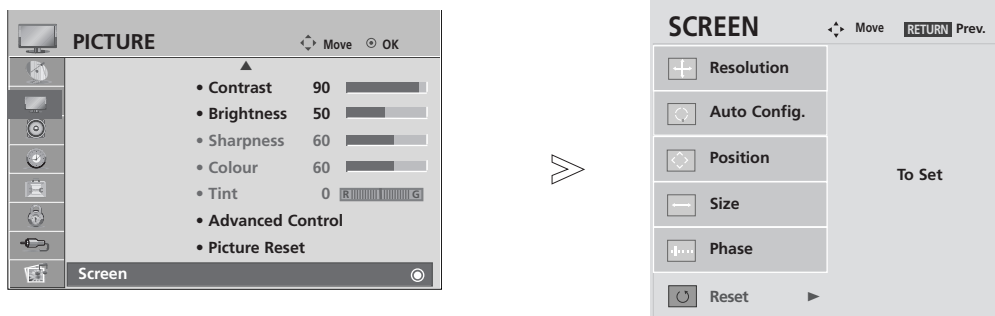 PICTURE
Move OK
• Contrast 90
• Brightness 50
• Sharpness 60
• Colour 60
• Tint 0 R G
• Advanced Control
• Picture Reset
Screen
SCREEN
Move RETURN Prev.
Resolution
Auto Config.
Position
Size
Phase
Reset
To Set